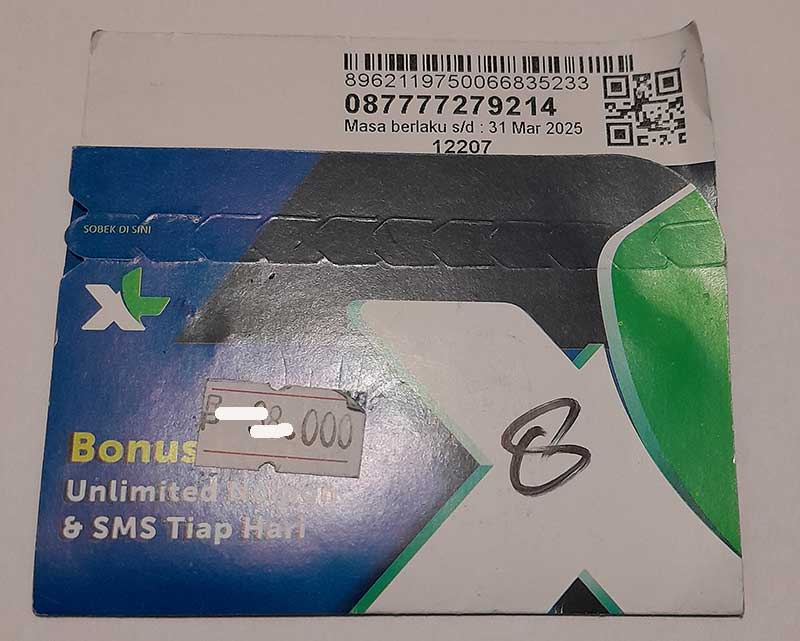 8962119750066835233
087777279214
Masa berlaku s/d : 31 Mar 2025
12207
SOBEK DI SINI
XL
.000
Bonus
8
Unlimited
& SMS Tiap Hari